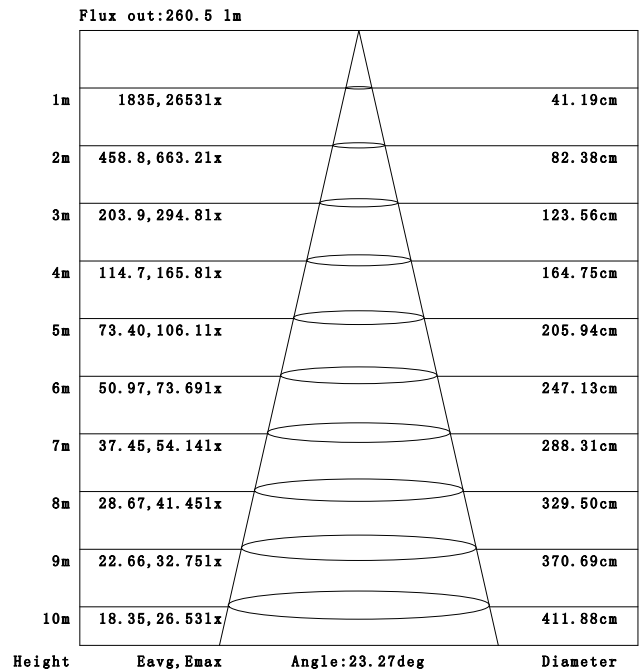 Flux out:260.5 lm
1m 1835,2653lx 41.19cm
2m 458.8,663.2lx 82.38cm
3m 203.9,294.8lx 123.56cm
4m 114.7,165.8lx 164.75cm
5m 73.40,106.1lx 205.94cm
6m 50.97,73.69lx 247.13cm
7m 37.45,54.14lx 288.31cm
8m 28.67,41.45lx 329.50cm
9m 22.66,32.75lx 370.69cm
10m 18.35,26.53lx 411.88cm
Height Eavg,Emax Angle:23.27deg Diameter